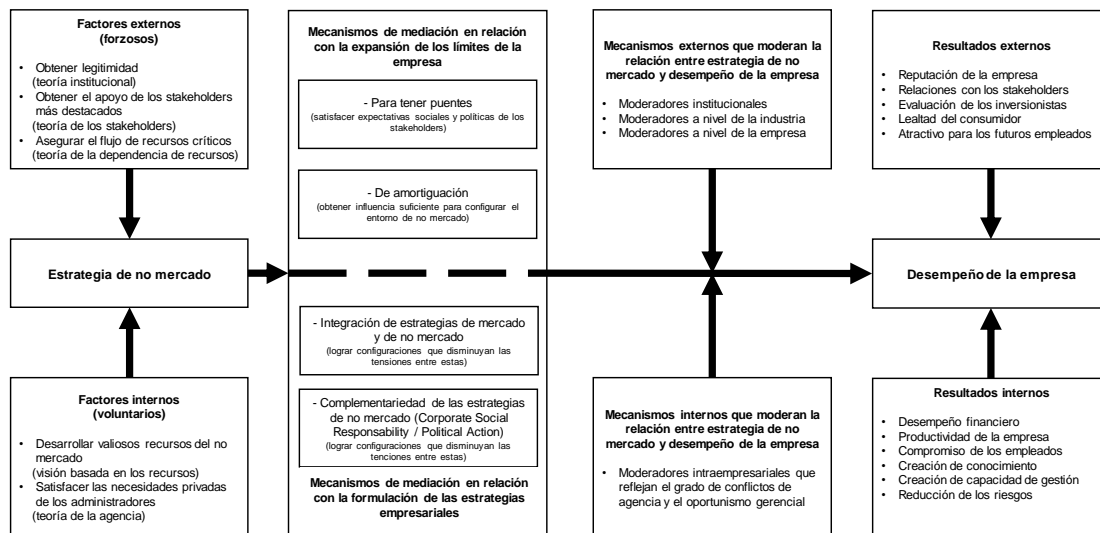 Factores externos
(forzosos)
• Obtener legitimidad
(teoría institucional)
• Obtener el apoyo de los stakeholders
más destacados
(teoría de los stakeholders)
• Asegurar el flujo de recursos críticos
(teoría de la dependencia de recursos)
Estrategia de no mercado
Factores internos
(voluntarios)
• Desarrollar valiosos recursos del no
mercado
(visión basada en los recursos)
• Satisfacer las necesidades privadas
de los administradores
(teoría de la agencia)
Mecanismos de mediación en relación
con la expansión de los límites de la
empresa
- Para tener puentes
(satisfacer expectativas sociales y políticas de
los stakeholders)
- De amortiguación
(obtener influencia suficiente para configurar el
entorno de no mercado)
- Integración de estrategias de mercado
y de no mercado
(lograr configuraciones que disminuyan las
tensiones entre estas)
- Complementariedad de las estrategias
de no mercado (Corporate Social
Responsability / Political Action)
(lograr configuraciones que disminuyan las
tenciones entre estas)
Mecanismos de mediación en relación
con la formulación de las estrategias
empresariales
Mecanismos externos que moderan la
relación entre estrategia de no
mercado y desempeño de la empresa
• Moderadores institucionales
• Moderadores a nivel de la industria
• Moderadores a nivel de la empresa
Mecanismos internos que moderan la
relación entre estrategia de no
mercado y desempeño de la empresa
• Moderadores intraempresariales que
reflejan el grado de conflictos de
agencia y el oportunismo gerencial
Resultados externos
• Reputación de la empresa
• Relaciones con los stakeholders
• Evaluación de los inversionistas
• Lealtad del consumidor
• Atractivo para los futuros empleados
Desempeño de la empresa
Resultados internos
• Desempeño financiero
• Productividad de la empresa
• Compromiso de los empleados
• Creación de conocimiento
• Creación de capacidad de gestión
• Reducción de los riesgos